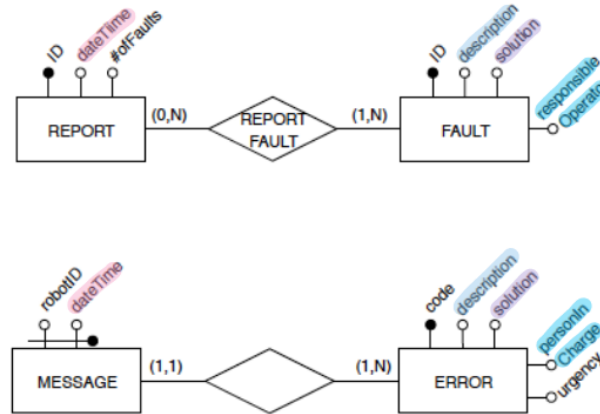 ID
dateTiime
#ofFaults
ID
description
solution
responsible
Operator
REPORT
(0,N)
REPORT
FAULT
(1,N)
FAULT
robotID
dateTime
code
description
solution
personIn
Charge
urgency
MESSAGE
(1,1)
(1,N)
ERROR